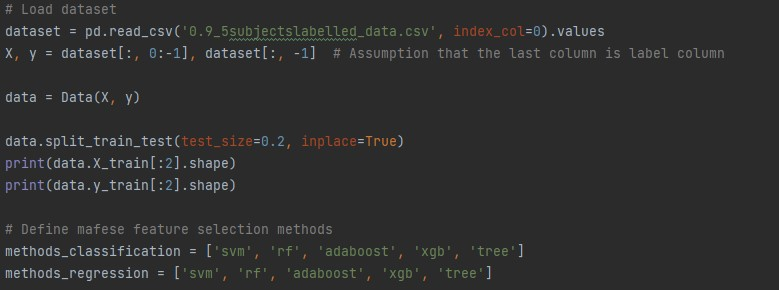 # Load dataset
dataset = pd.read_csv('0.9_5subjectslabelled_data.csv', index_col=0).values
X, y = dataset[:, 0:-1], dataset[:, -1]  # Assumption that the last column is label column
data = Data(X, y)
data.split_train_test(test_size=0.2, inplace=True)
print(data.X_train[:2].shape)
print(data.y_train[:2].shape)
# Define mafese feature selection methods
methods_classification = ['svm', 'rf', 'adaboost', 'xgb', 'tree']
methods_regression = ['svm', 'rf', 'adaboost', 'xgb', 'tree']